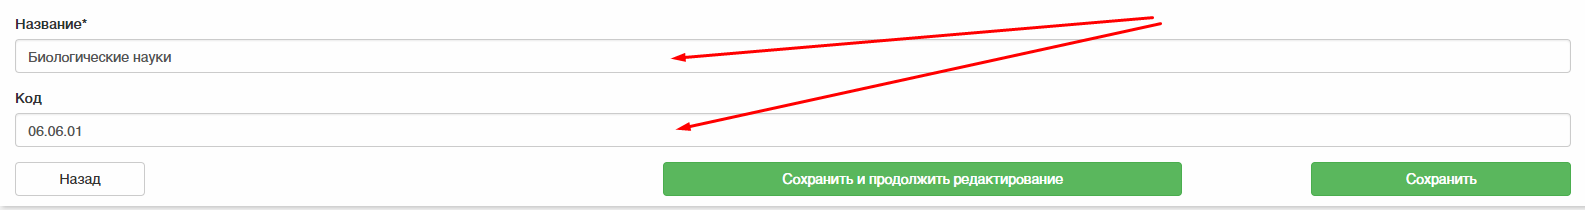 Название*
Биологические науки
Код
06.06.01
Назад Сохранить и продолжить редактирование Сохранить